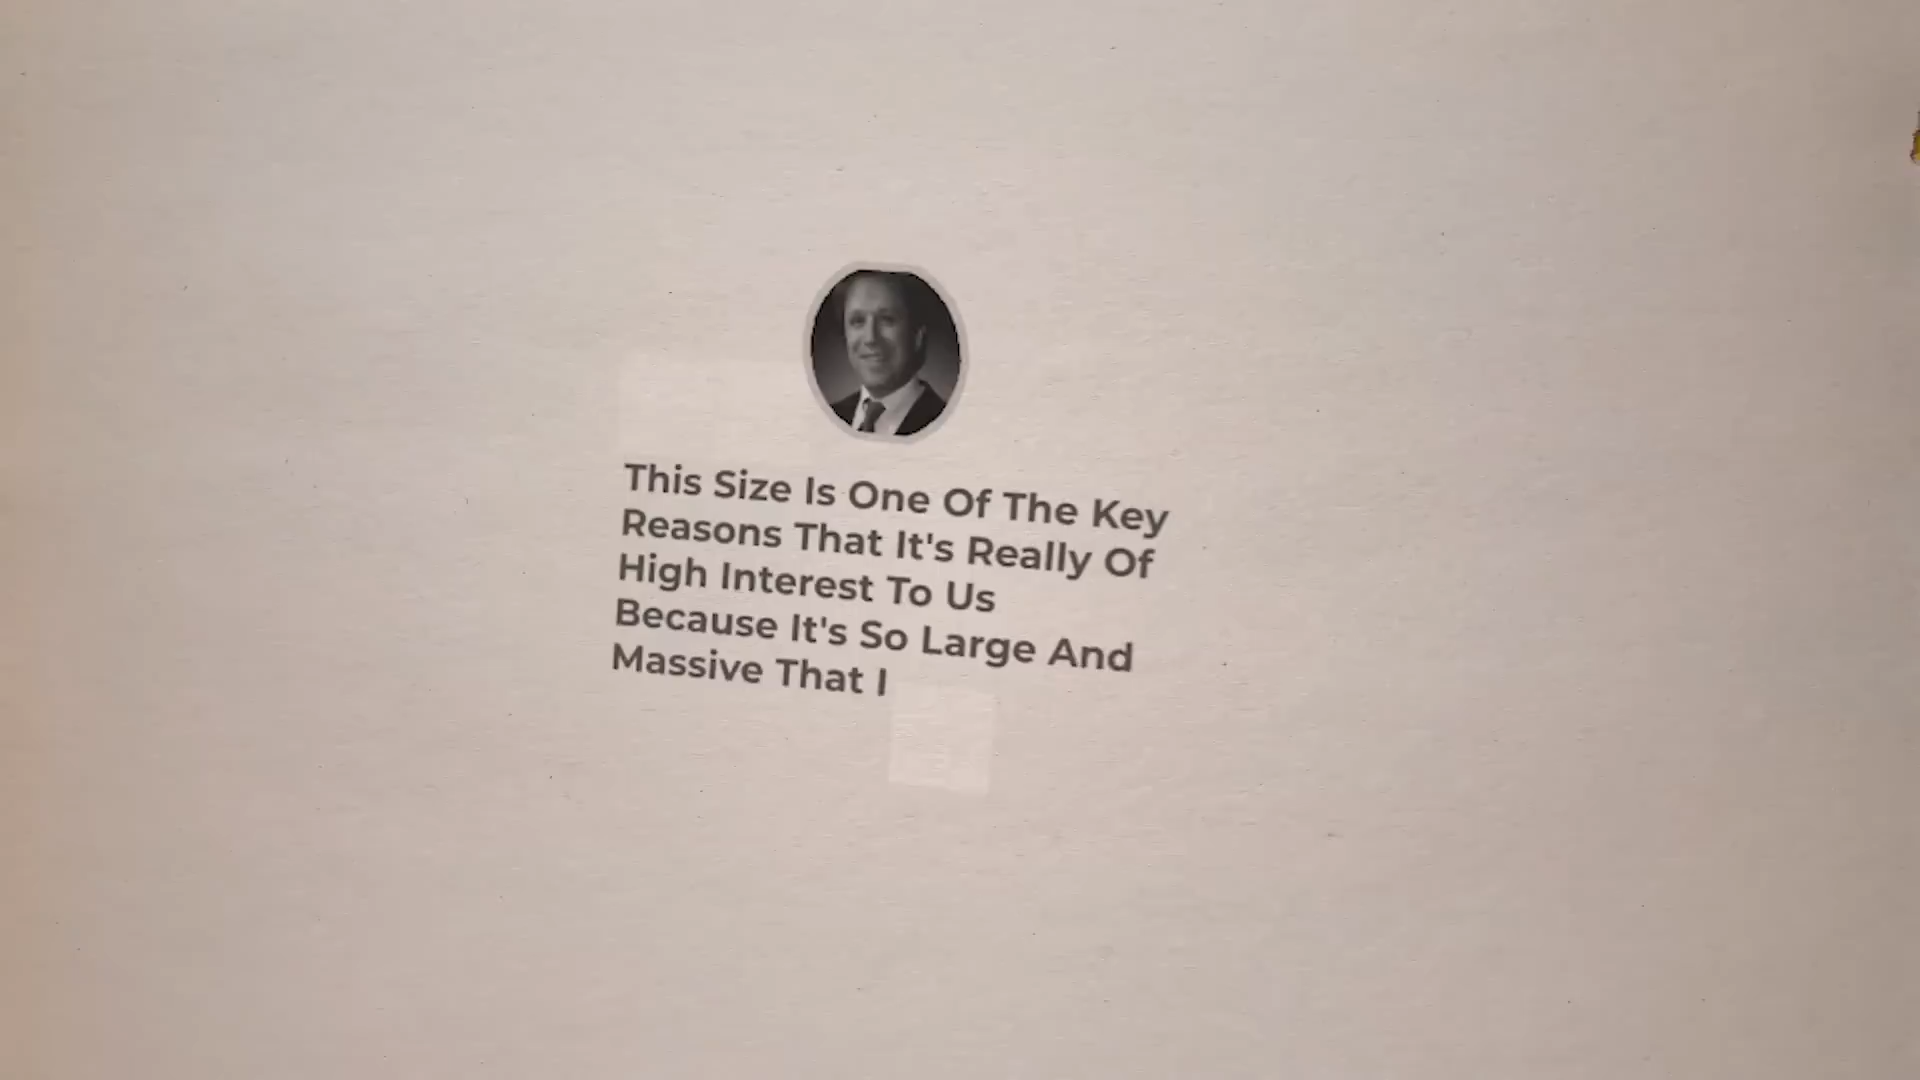 This Size Is One Of The Key
Reasons That It's Really Of
High Interest To Us
Because It's So Large And
Massive That I